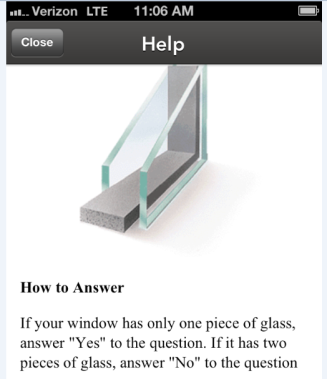 Verizon LTE 11:06 AM
Close Help
How to Answer
If your window has only one piece of glass,
answer "Yes" to the question. If it has two
pieces of glass, answer "No" to the question